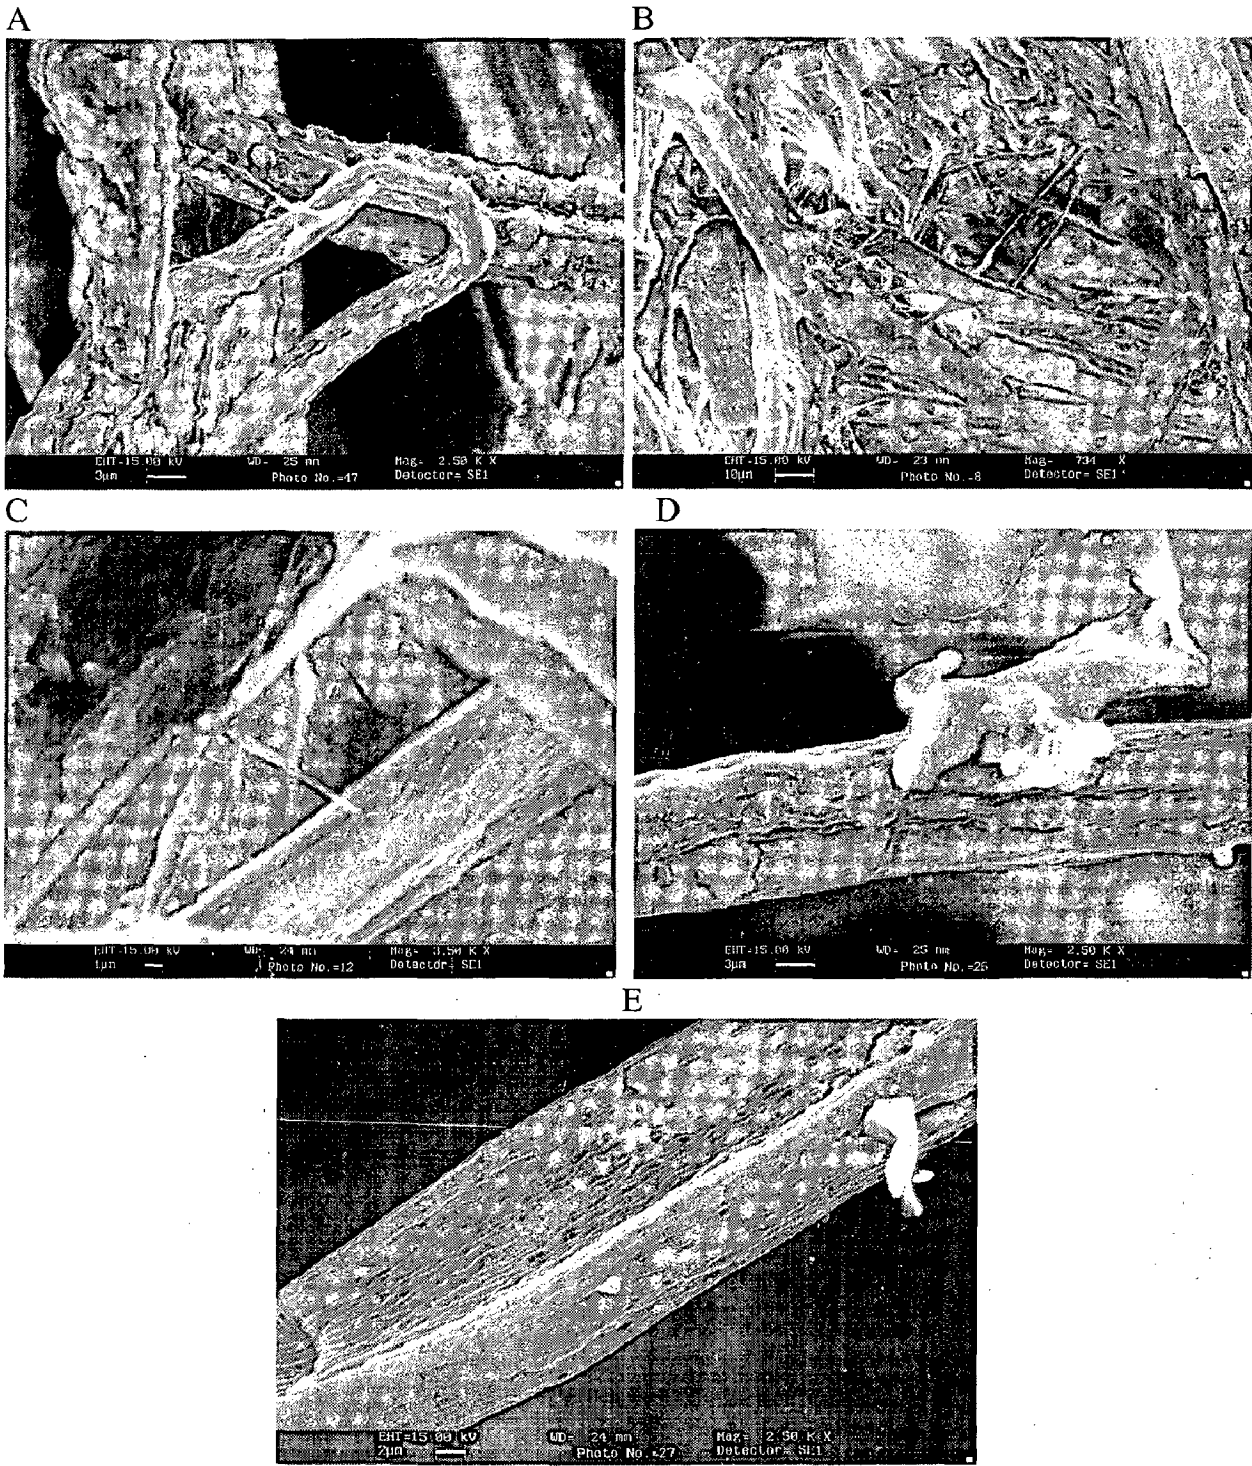 A
B
EHT=15.00 kV WD= 25 mm Mag= 2.50 K X
3µm Photo No.=47 Detector= SE1
EHT=15.00 kV WD= 23 mm Mag= 734 X
10µm Photo No.=8 Detector= SE1
C
D
EHT=15.00 kV WD= 24 mm Mag= 3.50 K X
1µm Photo No.=12 Detector= SE1
EHT=15.00 kV WD= 25 mm Mag= 2.50 K X
3µm Photo No.=26 Detector= SE1
E
EHT=15.00 kV WD= 24 mm Mag= 2.50 K X
2µm Photo No.=27 Detector= SE1